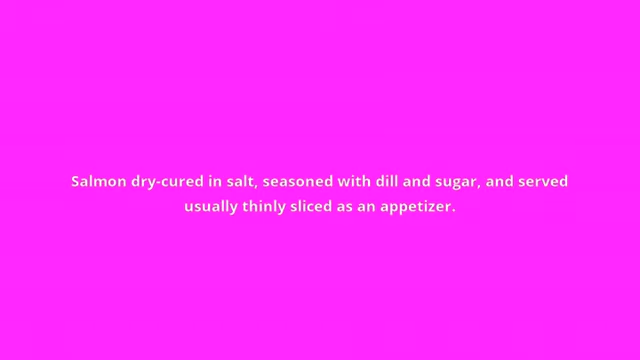 Salmon dry-cured in salt, seasoned with dill and sugar, and served
usually thinly sliced as an appetizer.